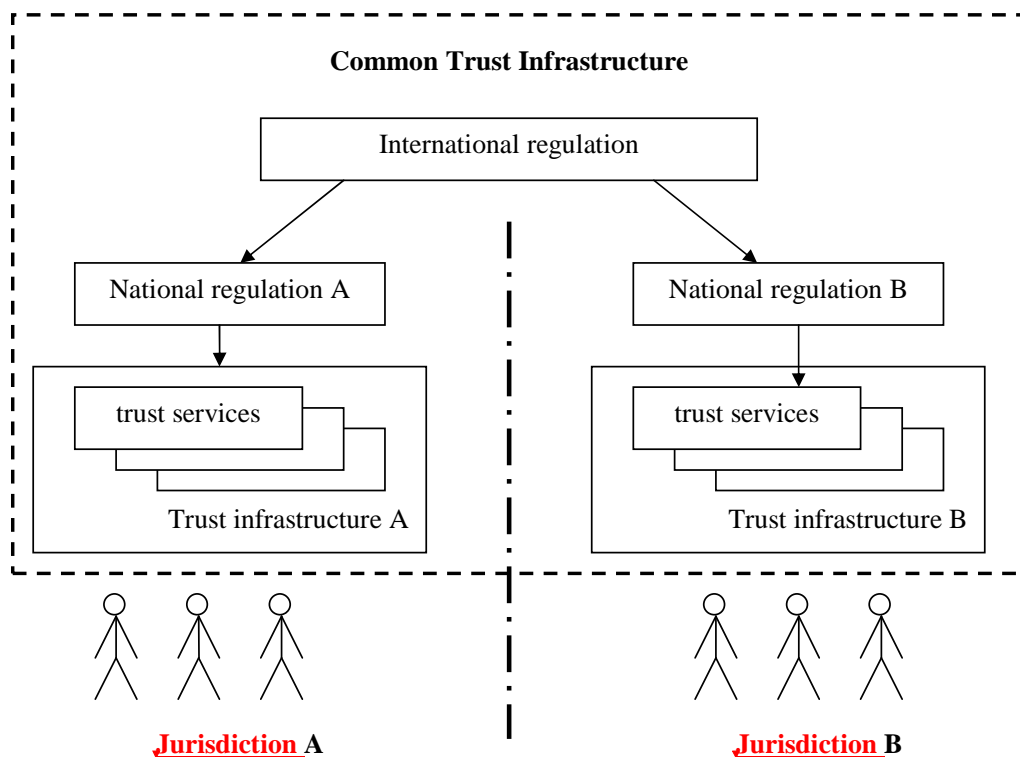 Common Trust Infrastructure
International regulation
National regulation A
National regulation B
trust services
trust services
Trust infrastructure A
Trust infrastructure B
Jurisdiction A
Jurisdiction B